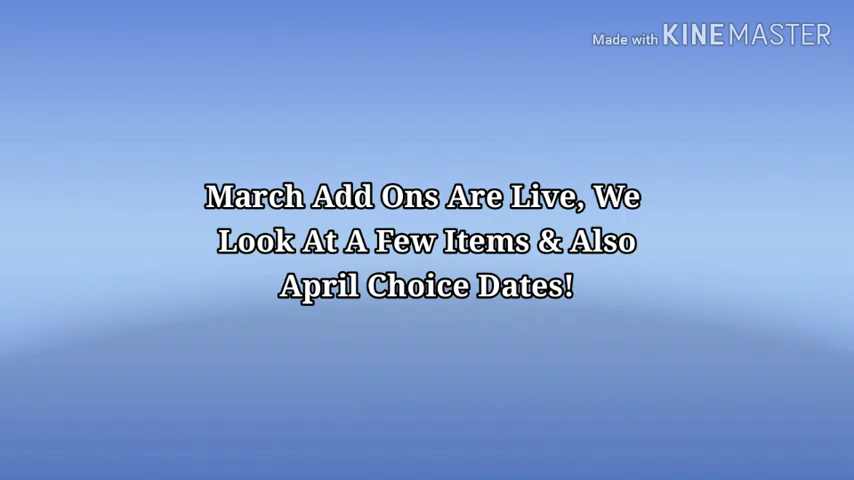 Made with KINEMASTER
March Add Ons Are Live, We
Look At A Few Items & Also
April Choice Dates!